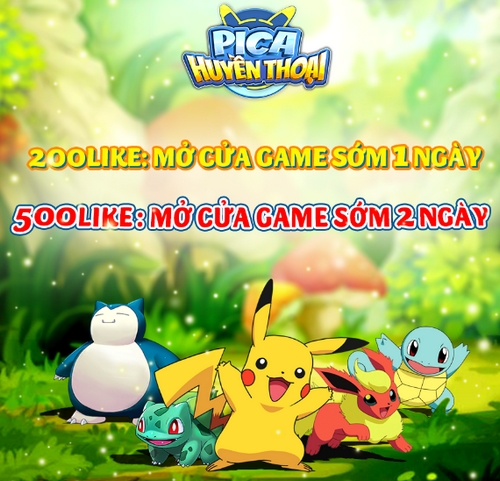 PICA
HUYỀN THOẠI
200LIKE: MỞ CỬA GAME SỚM 1 NGÀY
500LIKE: MỞ CỬA GAME SỚM 2 NGÀY